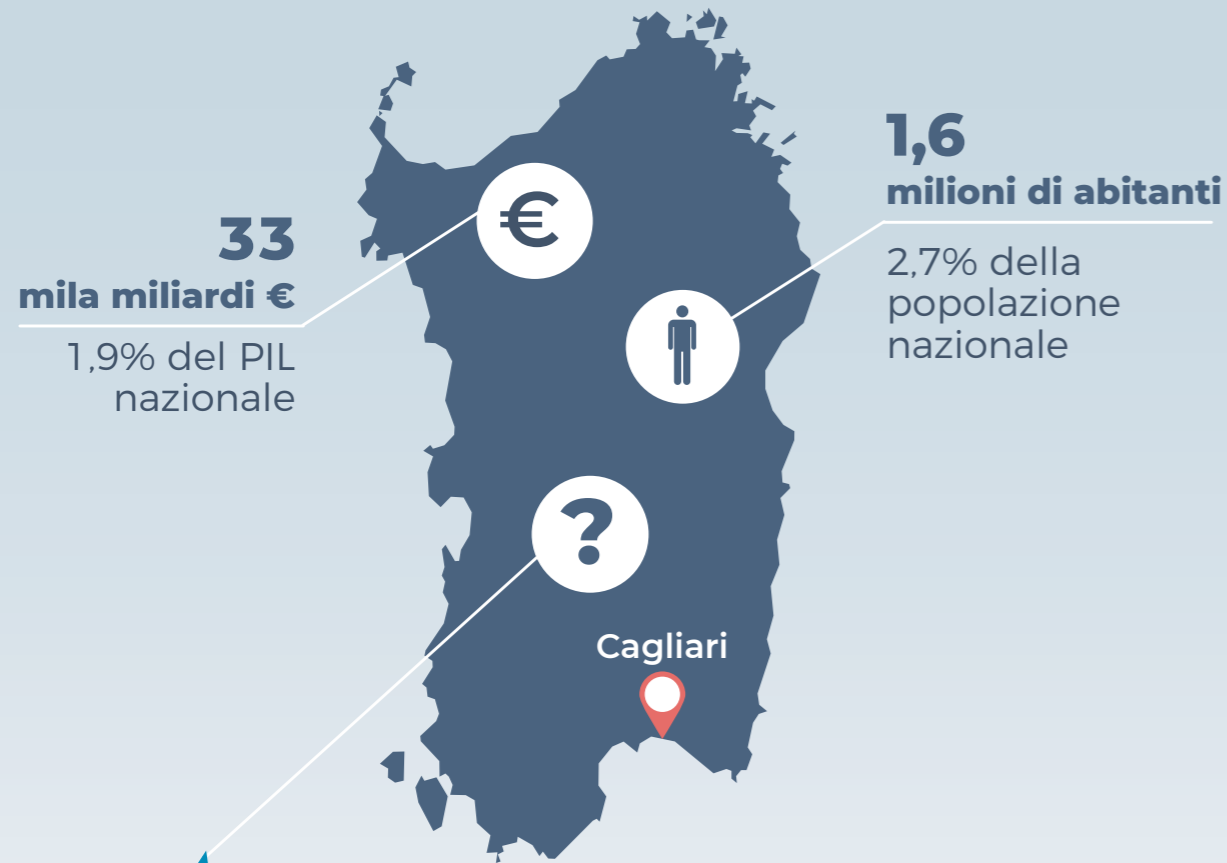 33
mila miliardi €
1,9% del PIL
nazionale
€
1,6
milioni di abitanti
2,7% della
popolazione
nazionale
?
Cagliari